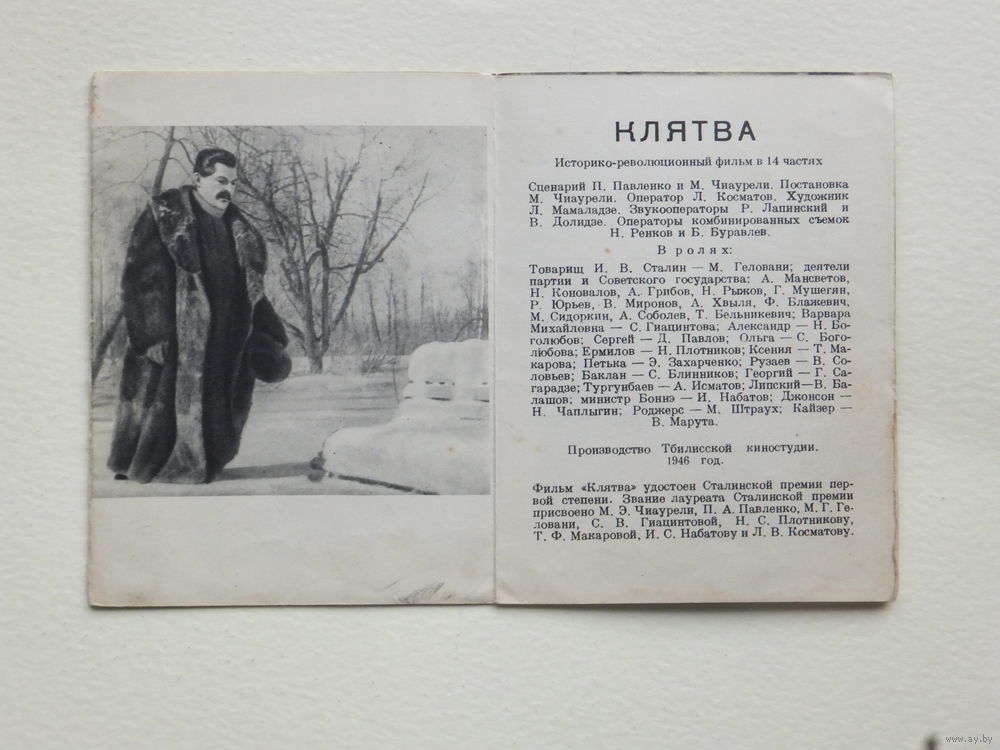 КЛЯТВА
Историко-революционный фильм в 14 частях
Сценарий П. Павленко и М. Чиаурели. Постановка
М. Чиаурели. Оператор Л. Косматов. Художник
Л. Мамаладзе. Звукооператоры Р. Лапинский и
В. Долидзе. Операторы комбинированных съемок
Н. Ренков и Б. Буравлев.
В ролях:
Товарищ И. В. Сталин — М. Геловани; деятели
партии и Советского государства: А. Мансветов,
Н. Коновалов, А. Грибов, Н. Рыжов, Г. Мушегян,
Р. Юрьев, В. Миронов, А. Хвыля, Ф. Блажевич,
М. Сидоркин, А. Соболев, Т. Бельникевич; Варвара
Михайловна — С. Гиацинтова; Александр — Н. Бо-
голюбов; Сергей — Д. Павлов; Ольга — С. Бого-
любова; Ермилов — Н. Плотников; Ксения — Т. Ма-
карова; Петька — Э. Захарченко; Рузаев — В. Со-
ловьев; Баклан — С. Блинников; Георгий — Г. Са-
гарадзе; Тургунбаев — А. Исматов; Липский — В. Ба-
лашов; министр Боннэ — И. Набатов; Джонсон —
Н. Чаплыгин; Роджерс — М. Штраух; Кайзер —
В. Марута.
Производство Тбилисской киностудии.
1946 год.
Фильм «Клятва» удостоен Сталинской премии пер-
вой степени. Звание лауреата Сталинской премии
присвоено М. Э. Чиаурели, П. А. Павленко, М. Г. Ге-
ловани, С. В. Гиацинтовой, Н. С. Плотникову,
Т. Ф. Макаровой, И. С. Набатову и Л. В. Косматову.
www.ay.by